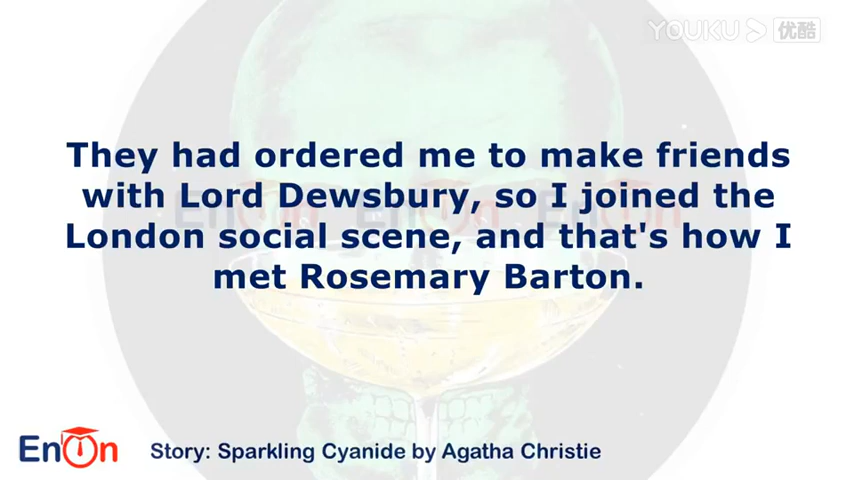 YOUKU 优酷
They had ordered me to make friends
with Lord Dewsbury, so I joined the
London social scene, and that's how I
met Rosemary Barton.
EnOn
Story: Sparkling Cyanide by Agatha Christie